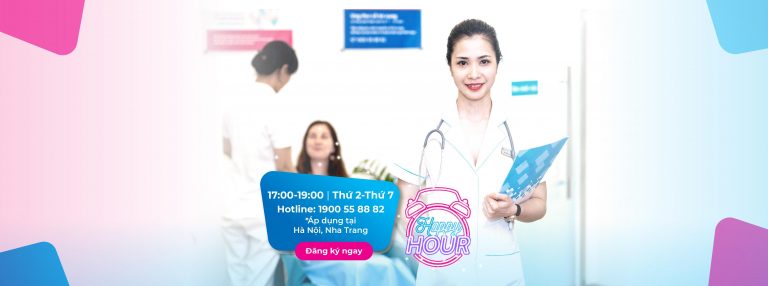 17:00-19:00 | Thứ 2-Thứ 7
Hotline: 1900 55 88 82
*Áp dụng tại
Hà Nội, Nha Trang
Đăng ký ngay
Happy
HOUR